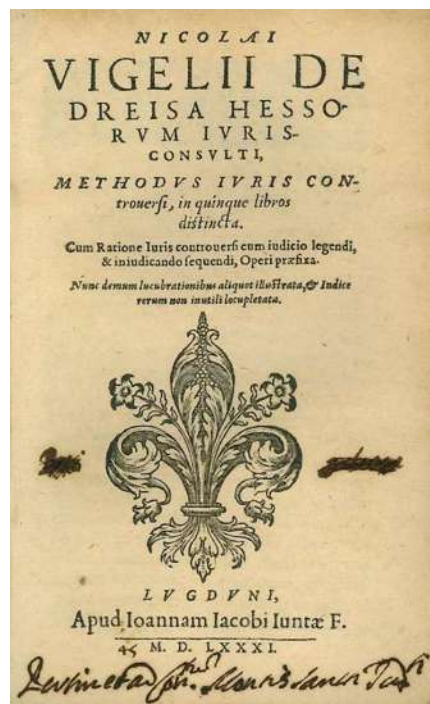 NICOLAI
VIGELII DE
DREISA HESSO-
RVM IVRIS-
CONSVLTI,
METHODVS IVRIS CON-
trouersi, in quinque libros
distincta.
Cum Ratione Iuris controuersi cum iudicio legendi,
& in iudicando sequendi, Operi præfixa.
Nunc demum lucubrationibus aliquot illustrata, & Indice
rerum non inutili locupletata.
LVGDVNI,
Apud Ioannam Iacobi Iuntæ F.
M. D. LXXXI.